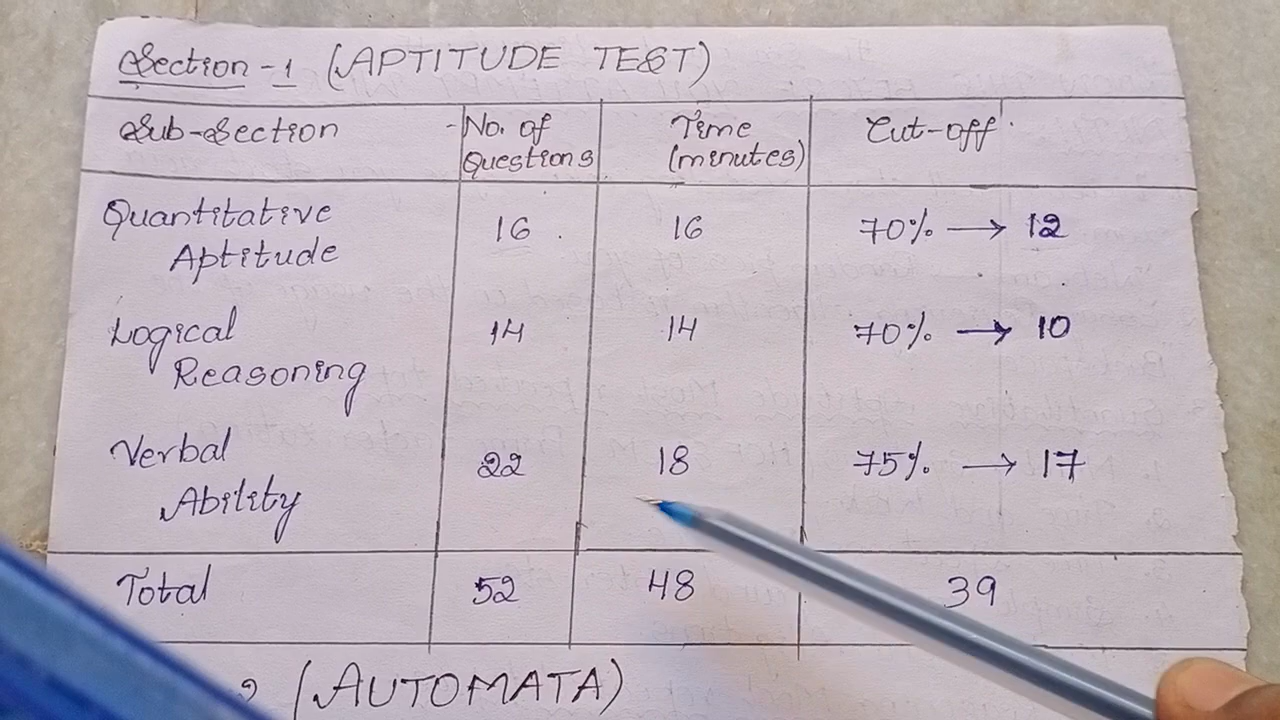 Section - 1 (APTITUDE TEST)
Sub-Section No. of Questions Time (minutes) Cut-off
Quantitative Aptitude 16 16 70% → 12
Logical Reasoning 14 14 70% → 10
Verbal Ability 22 18 75% → 17
Total 52 48 39
2 (AUTOMATA)